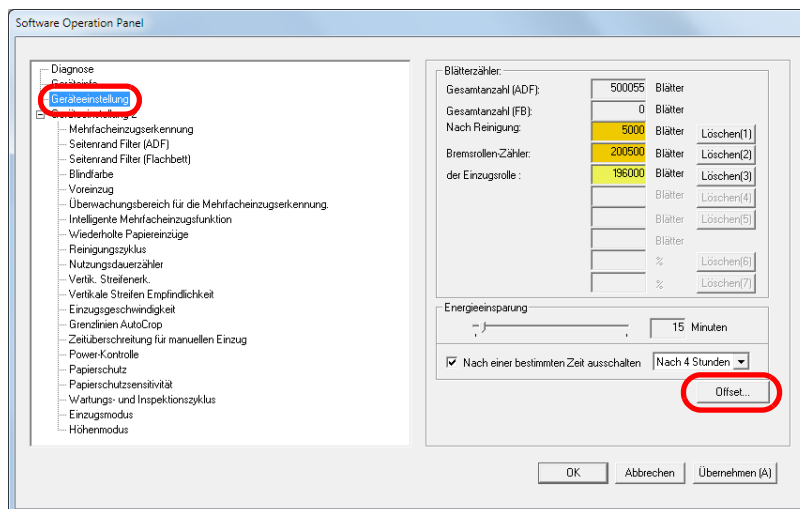 Software Operation Panel
Diagnose
Geräteinfo
Geräteeinstellung
Geräteeinstellung 2
Mehrfacheinzugserkennung
Seitenrand Filter (ADF)
Seitenrand Filter (Flachbett)
Blindfarbe
Voreinzug
Überwachungsbereich für die Mehrfacheinzugserkennung.
Intelligente Mehrfacheinzugsfunktion
Wiederholte Papiereinzüge
Reinigungszyklus
Nutzungsdauerzähler
Vertik. Streifenerk.
Vertikale Streifen Empfindlichkeit
Einzugsgeschwindigkeit
Grenzlinien AutoCrop
Zeitüberschreitung für manuellen Einzug
Power-Kontrolle
Papierschutz
Papierschutzsensitivität
Wartungs- und Inspektionszyklus
Einzugsmodus
Höhenmodus
Blätterzähler:
Gesamtanzahl (ADF): 500055 Blätter
Gesamtanzahl (FB): 0 Blätter
Nach Reinigung: 5000 Blätter Löschen(1)
Bremsrollen-Zähler: 200500 Blätter Löschen(2)
der Einzugsrolle : 196000 Blätter Löschen(3)
Blätter Löschen(4)
Blätter Löschen(5)
Blätter
% Löschen(6)
% Löschen(7)
Energieeinsparung
15 Minuten
Nach einer bestimmten Zeit ausschalten Nach 4 Stunden
Offset...
OK Abbrechen Übernehmen (A)